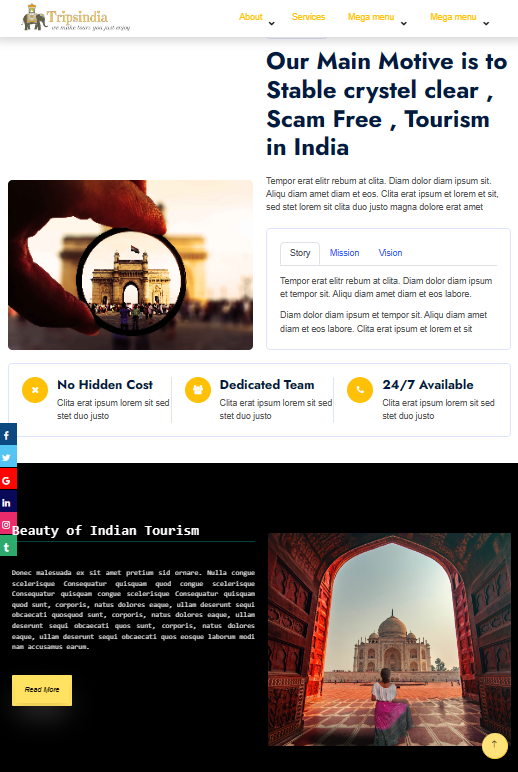 Tripsindia
we make tours you just enjoy
About
Services
Mega menu
Mega menu
Our Main Motive is to
Stable crystel clear ,
Scam Free , Tourism
in India
Tempor erat elitr rebum at clita. Diam dolor diam ipsum sit.
Aliqu diam amet diam et eos. Clita erat ipsum et lorem et sit,
sed stet lorem sit clita duo justo magna dolore erat amet
Story
Mission
Vision
Tempor erat elitr rebum at clita. Diam dolor diam ipsum
et tempor sit. Aliqu diam amet diam et eos labore.
Diam dolor diam ipsum et tempor sit. Aliqu diam amet
diam et eos labore. Clita erat ipsum et lorem et sit
No Hidden Cost
Clita erat ipsum lorem sit sed
stet duo justo
Dedicated Team
Clita erat ipsum lorem sit sed
stet duo justo
24/7 Available
Clita erat ipsum lorem sit sed
stet duo justo
Beauty of Indian Tourism
Donec malesuada ex sit amet pretium sid ornare. Nulla congue
scelerisque Consequatur quisquam quod congue scelerisque
Consequatur quisquam congue scelerisque Consequatur quisquam
quod sunt, corporis, natus dolores eaque, ullam deserunt sequi
obcaecati quosquod sunt, corporis, natus dolores eaque, ullam
deserunt sequi obcaecati quos sunt, corporis, natus dolores
eaque, ullam deserunt sequi obcaecati quos eosque laborum modi
nam accusamus earum.
Read More